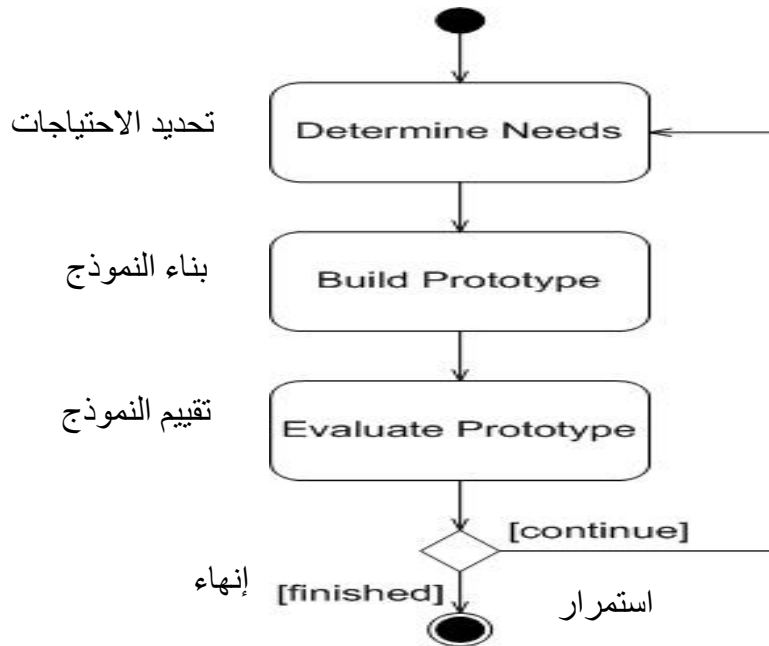 تحديد الاحتياجات
Determine Needs
بناء النموذج
Build Prototype
تقييم النموذج
Evaluate Prototype
[continue]
إنهاء
[finished]
استمرار